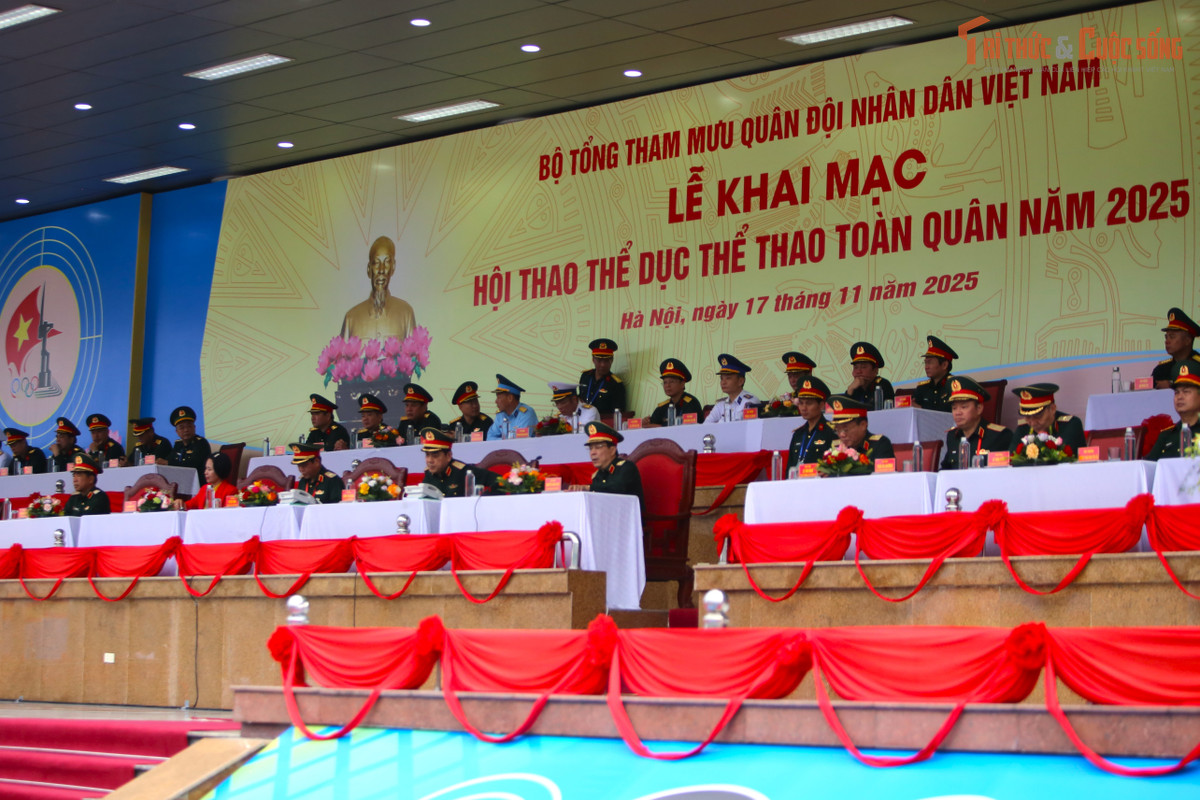 TRI THỨC & CUỘC SỐNG
BỘ TỔNG THAM MƯU QUÂN ĐỘI NHÂN DÂN VIỆT NAM
LỄ KHAI MẠC
HỘI THAO THỂ DỤC THỂ THAO TOÀN QUÂN NĂM 2025
Hà Nội, ngày 17 tháng 11 năm 2025